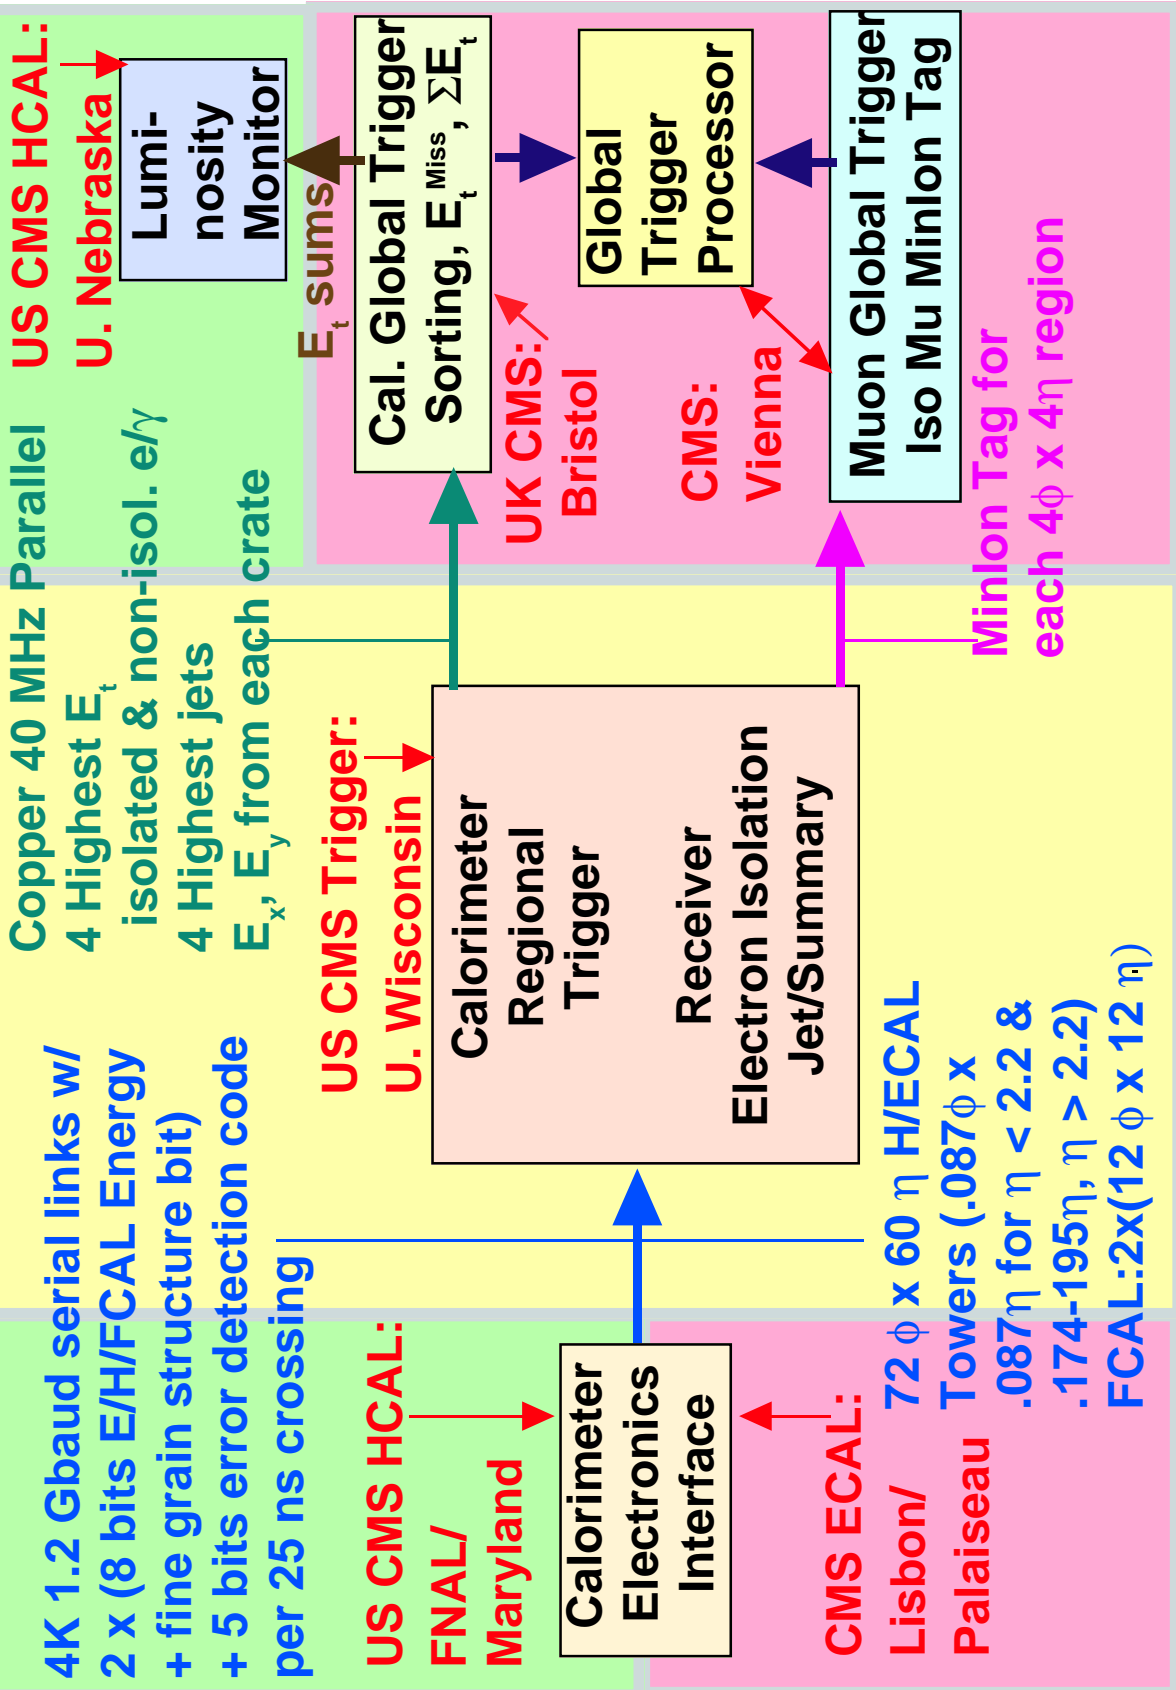 4K 1.2 Gbaud serial links w/
2 x (8 bits E/H/FCAL Energy
+ fine grain structure bit)
+ 5 bits error detection code
per 25 ns crossing
US CMS HCAL:
FNAL/
Maryland
Calorimeter
Electronics
Interface
CMS ECAL:
Lisbon/
Palaiseau
72 φ x 60 η H/ECAL
Towers (.087φ x
.087η for η < 2.2 &
.174-195η, η > 2.2)
FCAL:2x(12 φ x 12 η)
Copper 40 MHz Parallel
4 Highest Et
isolated & non-isol. e/γ
4 Highest jets
Ex, Ey from each crate
US CMS Trigger:
U. Wisconsin
Calorimeter
Regional
Trigger
Receiver
Electron Isolation
Jet/Summary
US CMS HCAL:
U. Nebraska
Lumi-
nosity
Monitor
Et sums
Cal. Global Trigger
Sorting, Et Miss, ΣEt
UK CMS:
Bristol
Global
Trigger
Processor
CMS:
Vienna
Muon Global Trigger
Iso Mu MinIon Tag
MinIon Tag for
each 4φ x 4η region